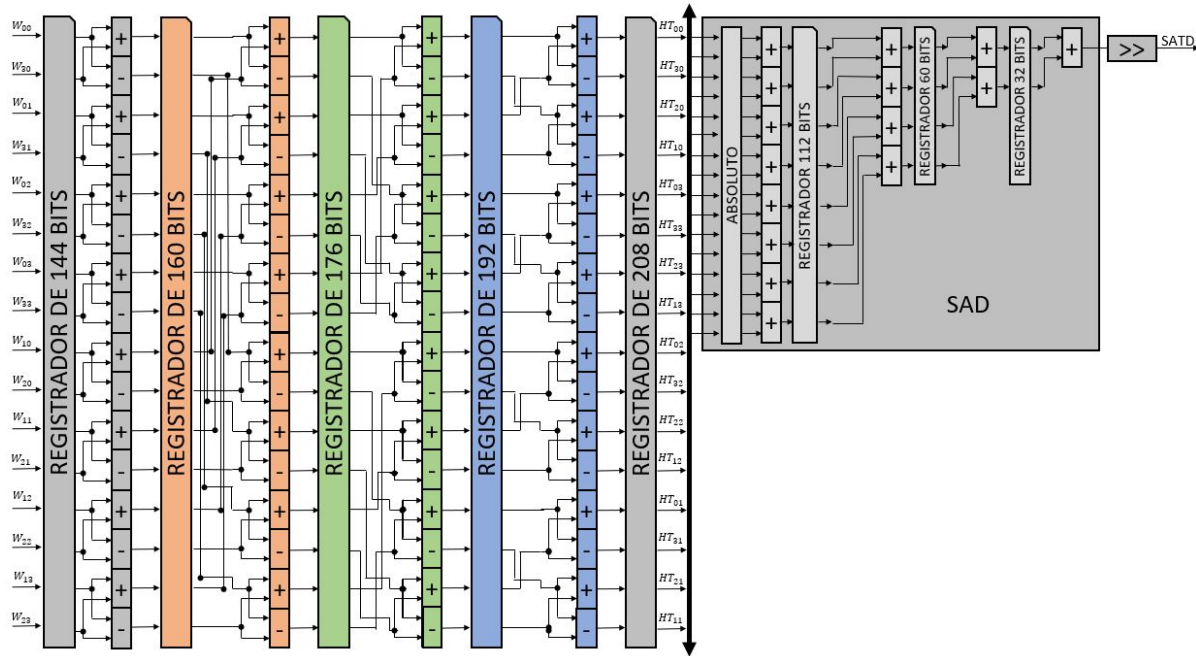 W00
W30
W01
W31
W02
W32
W03
W33
W10
W20
W11
W21
W12
W22
W13
W23
REGISTRADOR DE 144 BITS
+
-
+
-
+
-
+
-
+
-
+
-
+
-
+
-
REGISTRADOR DE 160 BITS
+
-
+
-
+
-
+
-
+
-
+
-
+
-
+
-
REGISTRADOR DE 176 BITS
+
-
+
-
+
-
+
-
+
-
+
-
+
-
+
-
REGISTRADOR DE 192 BITS
+
-
+
-
+
-
+
-
+
-
+
-
+
-
+
-
REGISTRADOR DE 208 BITS
HT00
HT30
HT20
HT10
HT03
HT33
HT23
HT13
HT02
HT32
HT22
HT12
HT01
HT31
HT21
HT11
ABSOLUTO
+
+
+
+
+
+
+
+
REGISTRADOR 112 BITS
+
+
+
+
REGISTRADOR 60 BITS
+
+
REGISTRADOR 32 BITS
+
>>
SATD
SAD